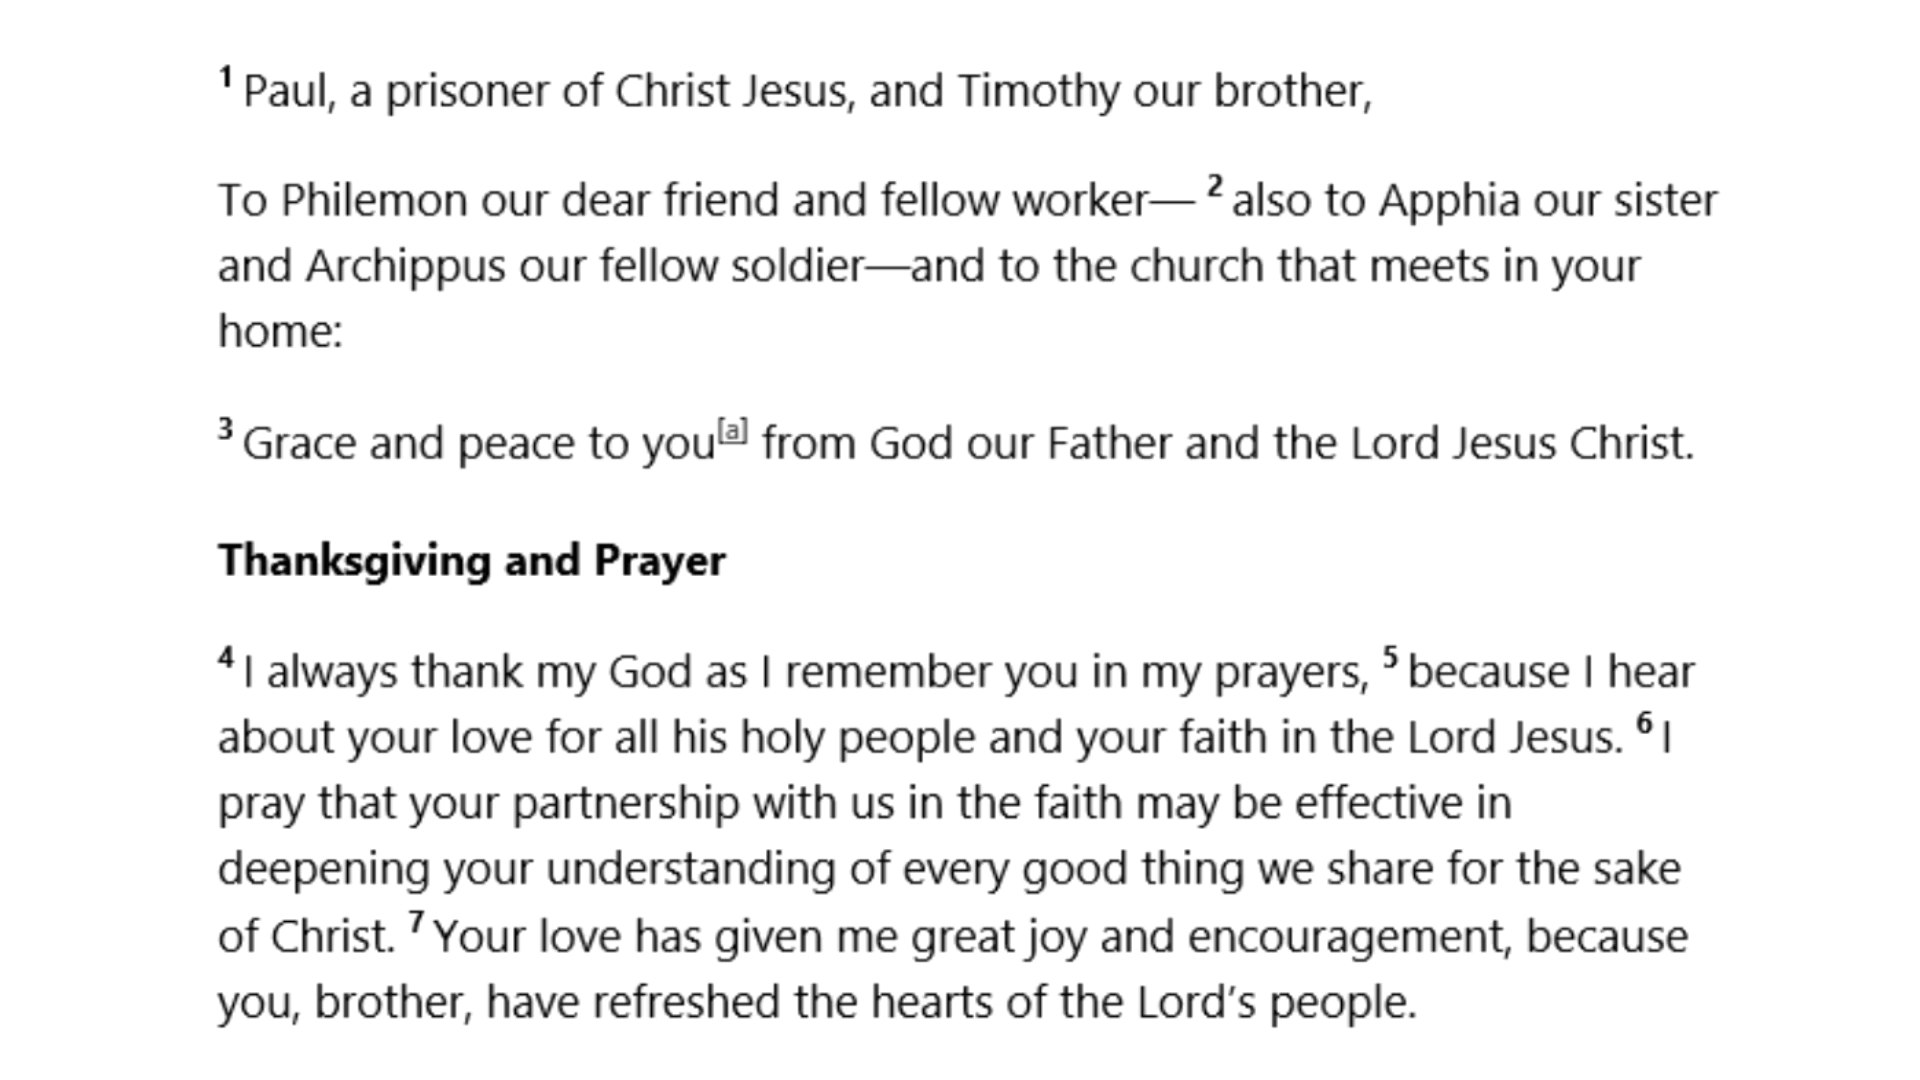 1 Paul, a prisoner of Christ Jesus, and Timothy our brother,
To Philemon our dear friend and fellow worker— 2 also to Apphia our sister
and Archippus our fellow soldier—and to the church that meets in your
home:
3 Grace and peace to you[a] from God our Father and the Lord Jesus Christ.
Thanksgiving and Prayer
4 I always thank my God as I remember you in my prayers, 5 because I hear
about your love for all his holy people and your faith in the Lord Jesus. 6 I
pray that your partnership with us in the faith may be effective in
deepening your understanding of every good thing we share for the sake
of Christ. 7 Your love has given me great joy and encouragement, because
you, brother, have refreshed the hearts of the Lord’s people.